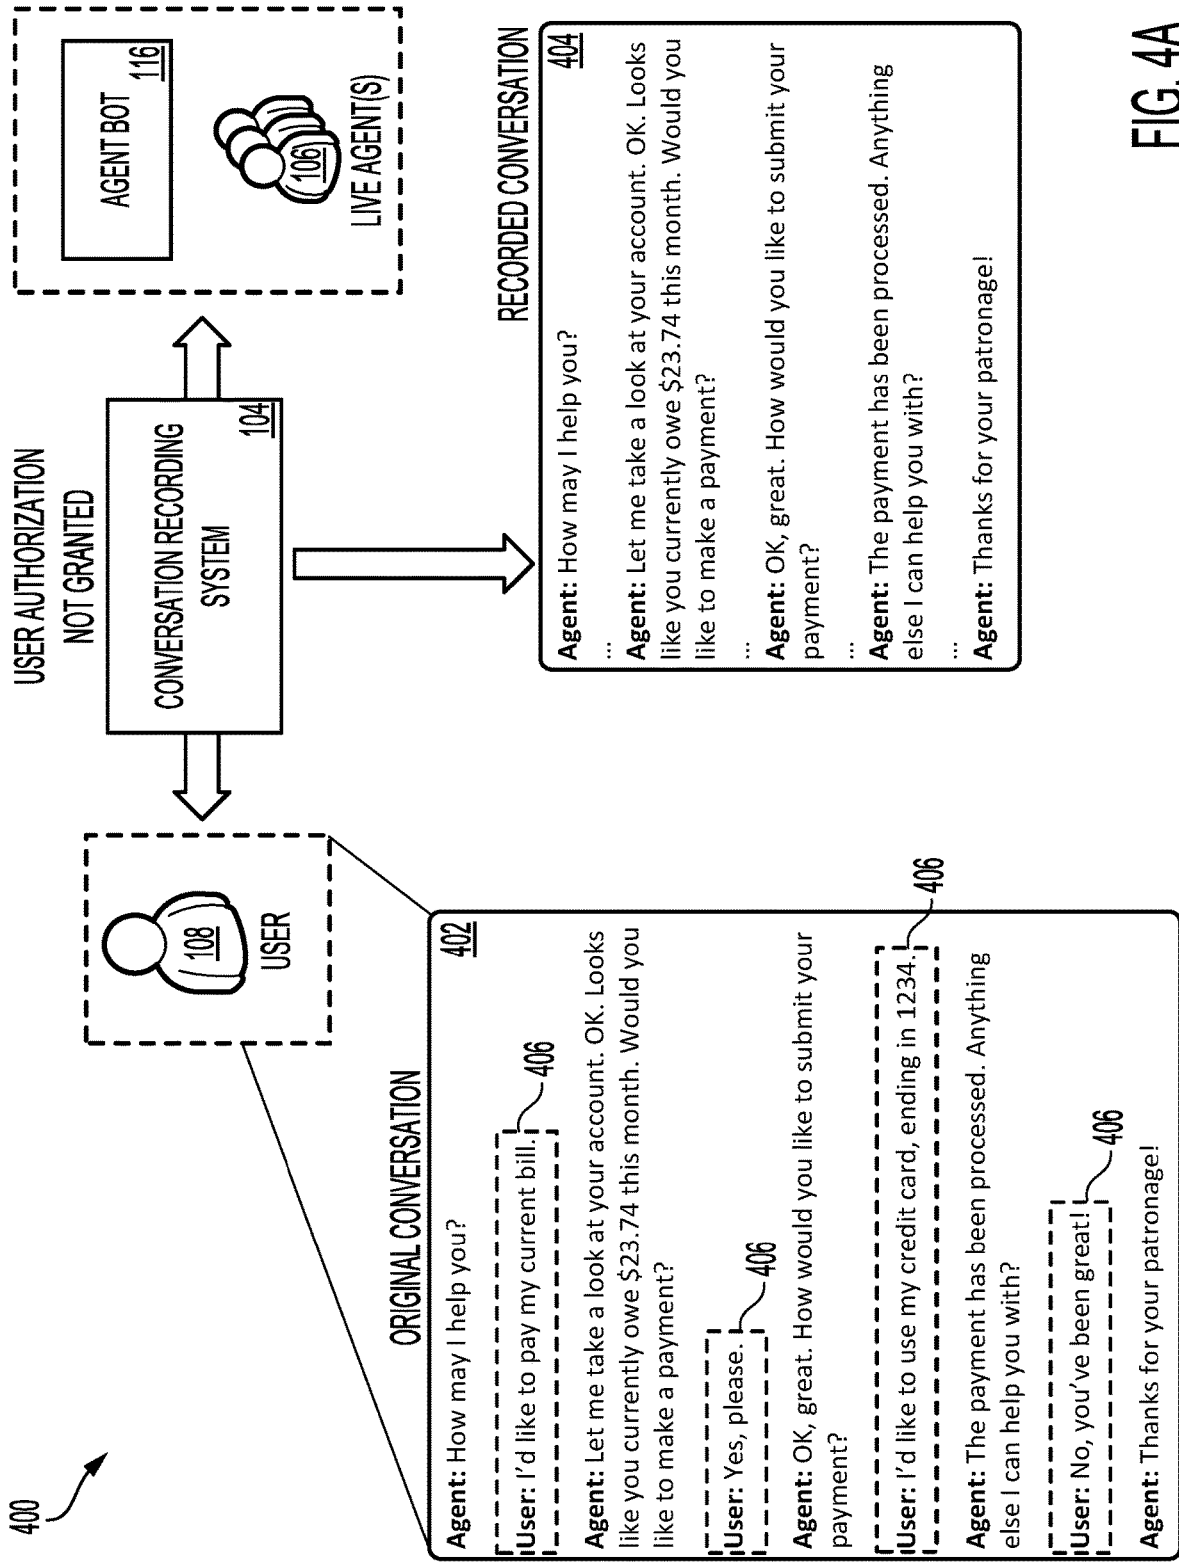 400
USER AUTHORIZATION
NOT GRANTED
108
USER
CONVERSATION RECORDING
SYSTEM
104
AGENT BOT
116
106
LIVE AGENT(S)
ORIGINAL CONVERSATION
402
Agent: How may I help you?
User: I'd like to pay my current bill.
406
Agent: Let me take a look at your account. OK. Looks
like you currently owe $23.74 this month. Would you
like to make a payment?
User: Yes, please.
406
Agent: OK, great. How would you like to submit your
payment?
User: I'd like to use my credit card, ending in 1234.
406
Agent: The payment has been processed. Anything
else I can help you with?
User: No, you've been great!
406
Agent: Thanks for your patronage!
RECORDED CONVERSATION
404
Agent: How may I help you?
...
Agent: Let me take a look at your account. OK. Looks
like you currently owe $23.74 this month. Would you
like to make a payment?
...
Agent: OK, great. How would you like to submit your
payment?
...
Agent: The payment has been processed. Anything
else I can help you with?
...
Agent: Thanks for your patronage!
FIG. 4A